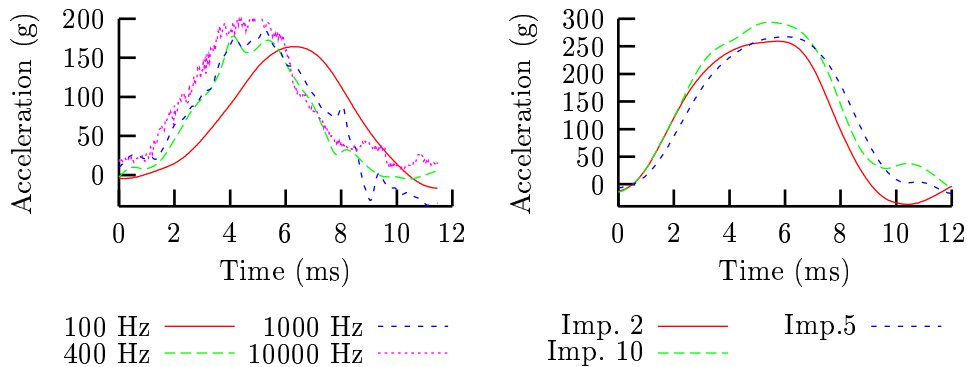 Acceleration (g)
200
150
100
50
0
0 2 4 6 8 10 12
Time (ms)
100 Hz
1000 Hz
400 Hz
10000 Hz
Acceleration (g)
300
250
200
150
100
50
0
0 2 4 6 8 10 12
Time (ms)
Imp. 2
Imp.5
Imp. 10